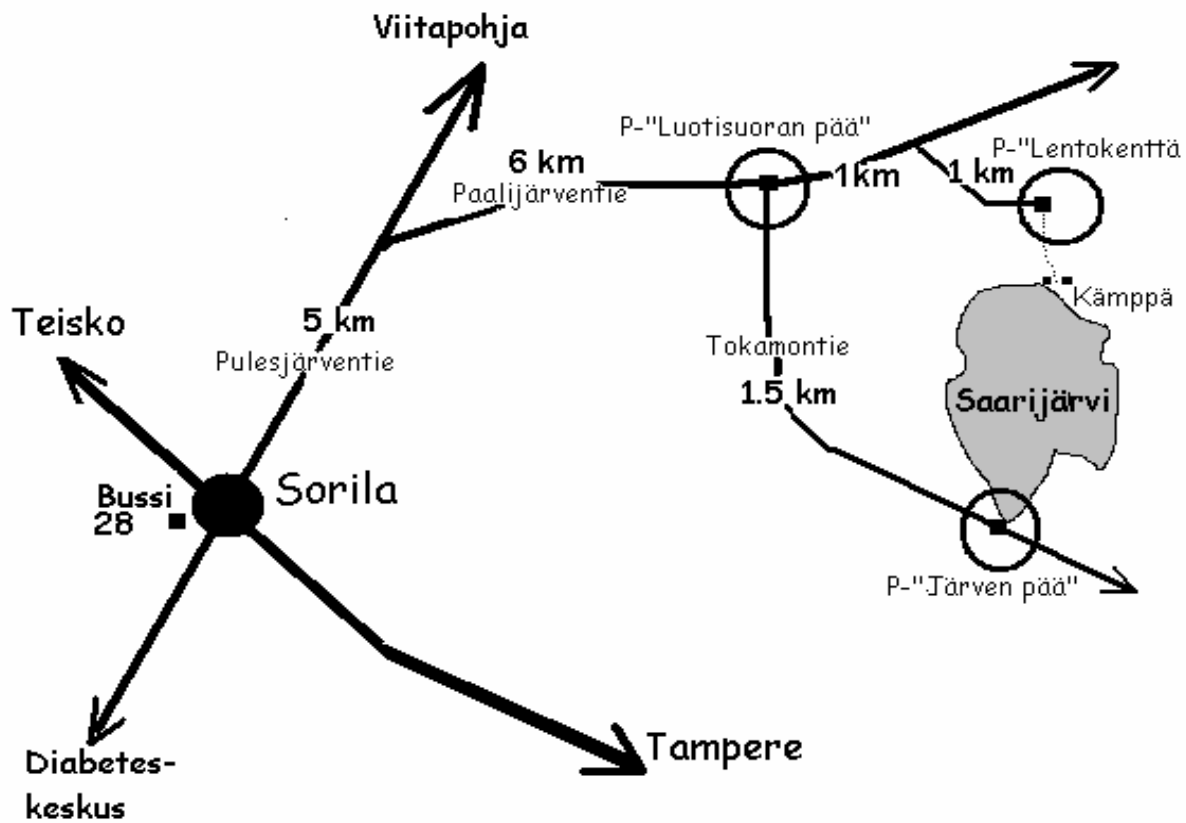 Viitapohja
P-"Luotisuoran pää"
P-"Lentokenttä
6 km
1km
1 km
Paalijärventie
Kämppä
Teisko
5 km
Pulesjärventie
Tokamontie
1.5 km
Saarijärvi
Bussi
28
Sorila
P-"Järven pää"
Tampere
Diabetes-
keskus